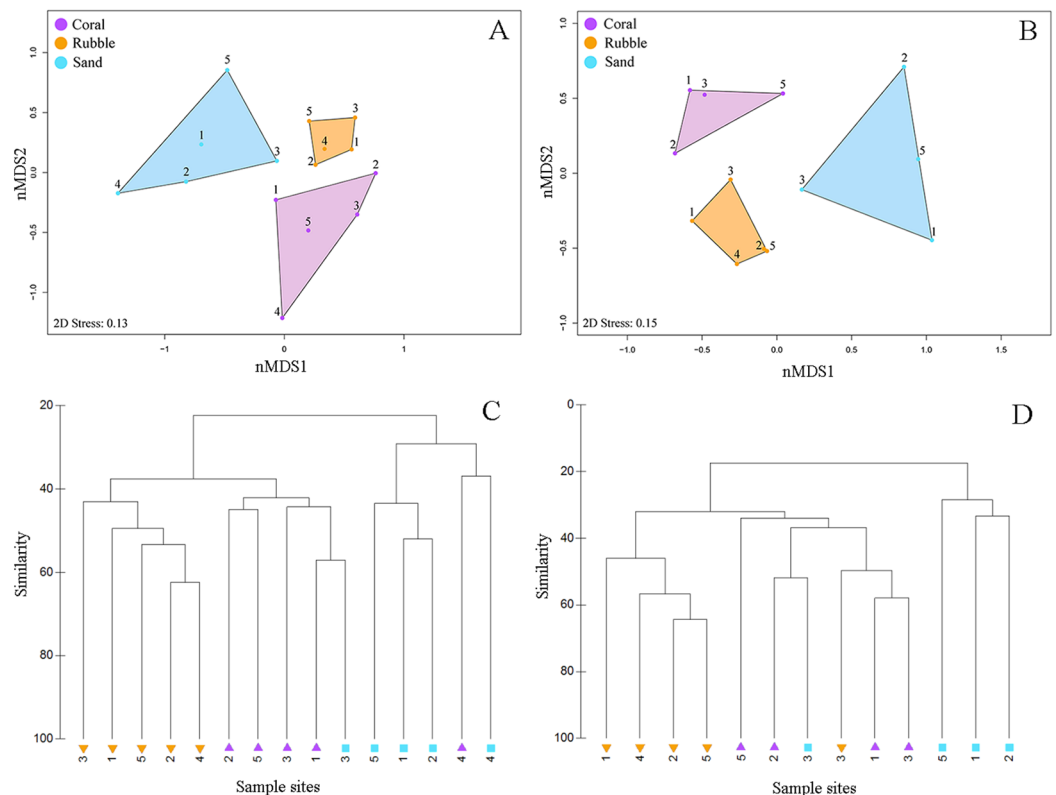 A
Coral
Rubble
Sand
1.0
0.5
0.0
-0.5
-1.0
nMDS2
5
1
2
3
4
5
3
4
2
1
2
1
3
5
4
2D Stress: 0.13
−1
0
1
nMDS1
B
Coral
Rubble
Sand
1.0
0.5
0.0
-0.5
-1.0
nMDS2
1
3
5
2
2
5
3
1
3
1
2
5
4
2D Stress: 0.15
−1.0
−0.5
0.0
0.5
1.0
1.5
nMDS1
C
20
40
60
80
100
Similarity
3 1 5 2 4 2 5 3 1 3 5 1 2 4 4
Sample sites
D
0
20
40
60
80
100
Similarity
1 4 2 5 5 2 3 3 1 3 5 1 2
Sample sites